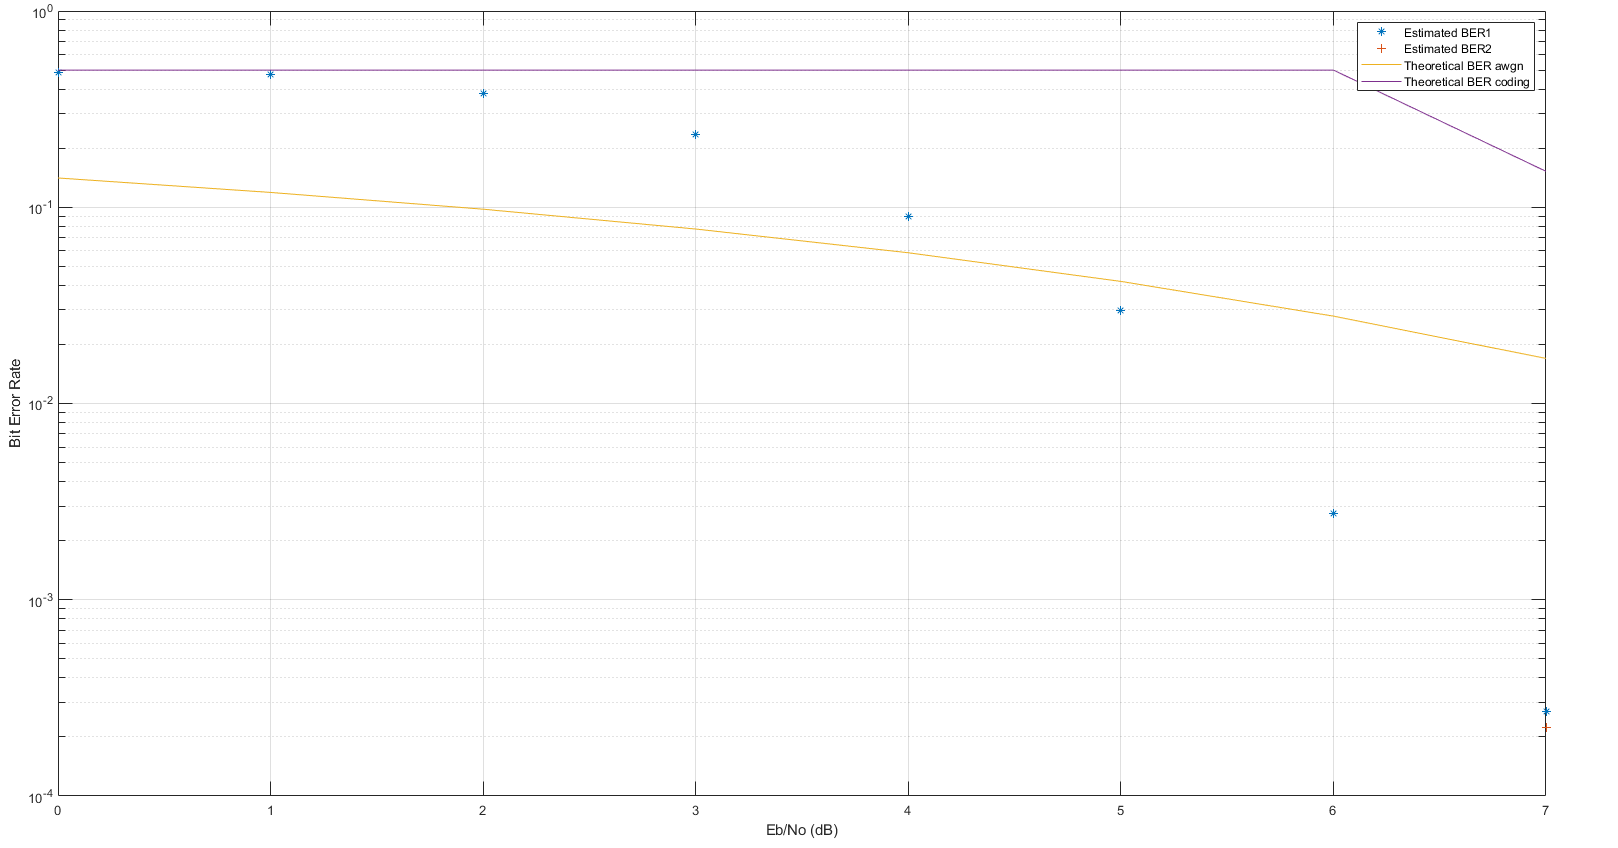 10^0
10^-1
10^-2
10^-3
10^-4
Bit Error Rate
0 1 2 3 4 5 6 7
Eb/No (dB)
Estimated BER1
Estimated BER2
Theoretical BER awgn
Theoretical BER coding